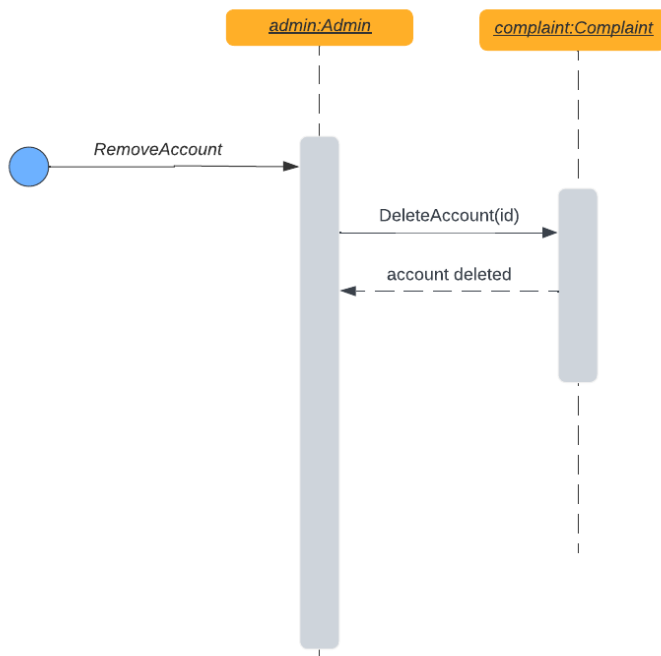 admin:Admin
complaint:Complaint
RemoveAccount
DeleteAccount(id)
account deleted